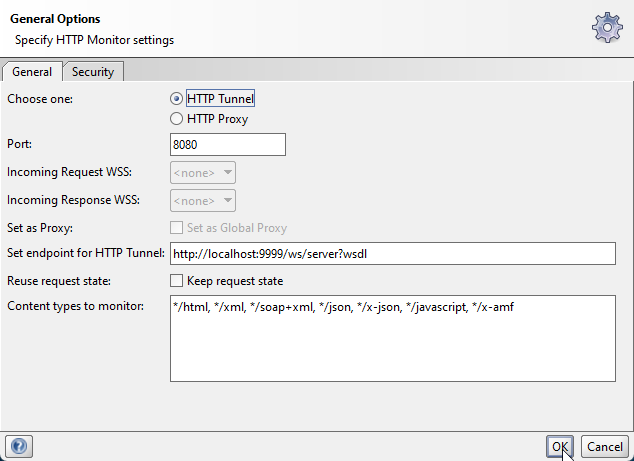 General Options
Specify HTTP Monitor settings
General Security
Choose one: HTTP Tunnel
HTTP Proxy
Port: 8080
Incoming Request WSS: <none>
Incoming Response WSS: <none>
Set as Proxy: Set as Global Proxy
Set endpoint for HTTP Tunnel: http://localhost:9999/ws/server?wsdl
Reuse request state: Keep request state
Content types to monitor: */html, */xml, */soap+xml, */json, */x-json, */javascript, */x-amf
? OK Cancel